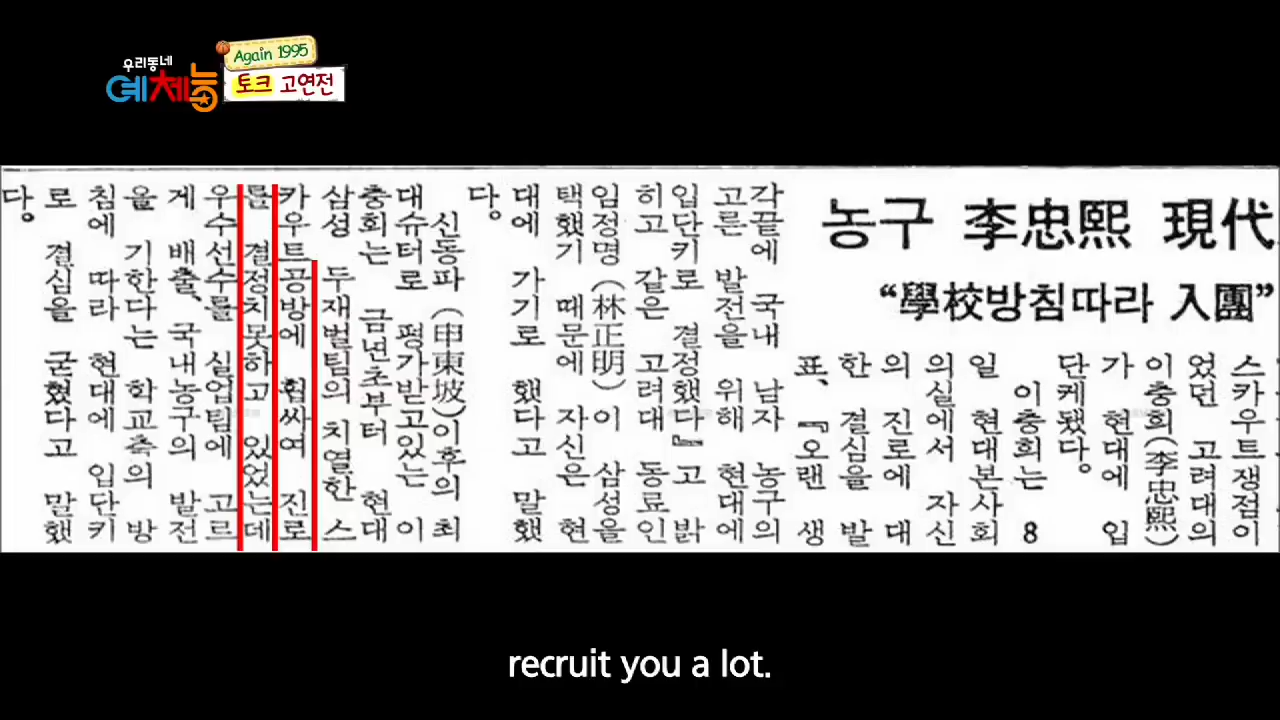 우리동네
예체능
Again 1995
토크 고연전
농구 李忠熙 現代
“學校방침따라 入團”
스카우트쟁점이
었던 고려대의
이충희(李忠熙)
가 현대에 입
단케됐다。
이충희는 8
일 현대본사회
의실에서 자신
의 진로에 대
한 결심을 발
표、『오랜 생
각끝에 국내 남자 농구의
고른 발전을 위해 현대에
입단키로 결정했다』고 밝
히고 같은 고려대 동료인
임정명(林正明)이 삼성을
택했기 때문에 자신은 현
대에 가기로 했다고 말했
다。
신동파(申東坡)이후의 최
대슈터로 평가받고있는 이
충회는 금년초부터 현대
삼성 두재벌팀의 치열한 스
카우트공방에 휩싸여 진로
를 결정치못하고 있었는데
우수선수를 실업팀에 고르
게 배출、국내농구의 발전
을 기한다는 학교측의 방
침에 따라 현대에 입단키
로 결심을 굳혔다고 말했
다。
recruit you a lot.